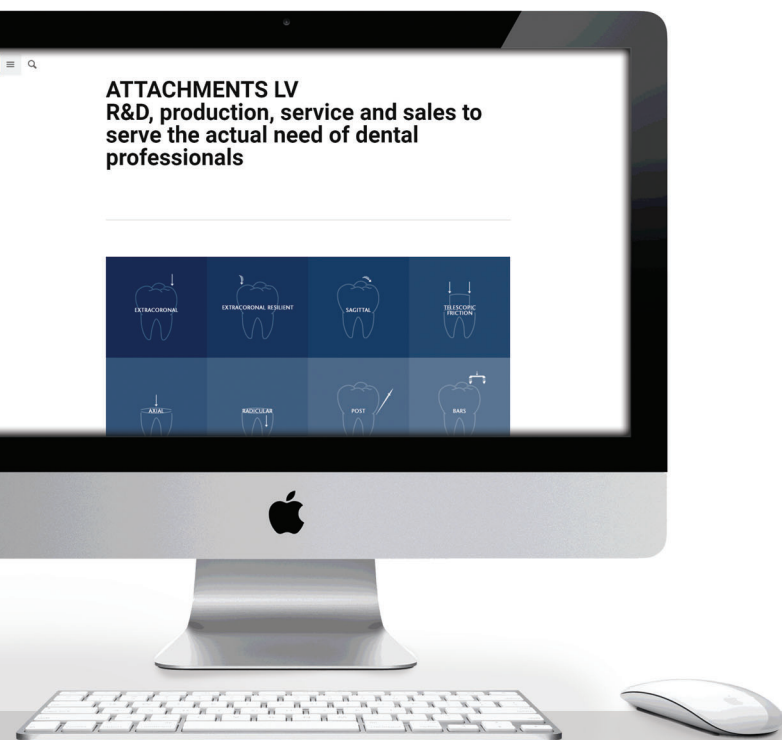 ATTACHMENTS LV
R&D, production, service and sales to
serve the actual need of dental
professionals
EXTRACORONAL
EXTRACORONAL RESILIENT
SAGITTAL
TELESCOPIC
FRICTION
AXIAL
RADICULAR
POST
BARS